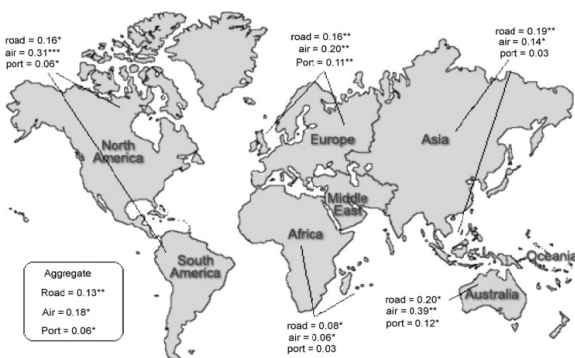 road = 0.16*
air = 0.31***
port = 0.06*
road = 0.16**
air = 0.20**
Port = 0.11**
road = 0.19**
air = 0.14*
port = 0.03
North
America
Europe
Asia
Middle
East
Africa
South
America
Oceania
Australia
Aggregate
Road = 0.13**
Air = 0.18*
Port = 0.06*
road = 0.08*
air = 0.06*
port = 0.03
road = 0.20*
air = 0.39**
port = 0.12*